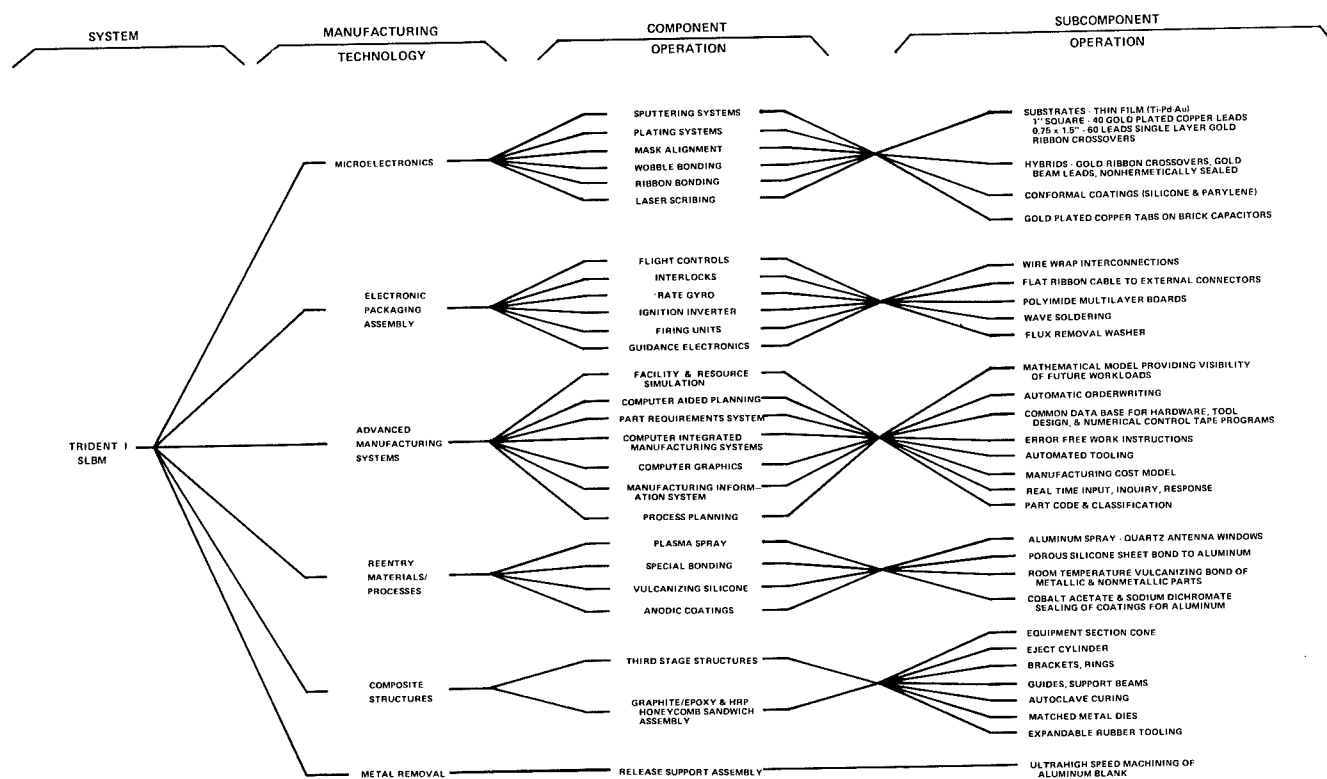 SYSTEM
MANUFACTURING
TECHNOLOGY
COMPONENT
OPERATION
SUBCOMPONENT
OPERATION
TRIDENT I
SLBM
MICROELECTRONICS
SPUTTERING SYSTEMS
PLATING SYSTEMS
MASK ALIGNMENT
WOBBLE BONDING
RIBBON BONDING
LASER SCRIBING
SUBSTRATES - THIN FILM (Ti-Pd-Au)
1" SQUARE - 40 GOLD PLATED COPPER LEADS
0.75 x 1.5" - 60 LEADS SINGLE LAYER GOLD
RIBBON CROSSOVERS
HYBRIDS - GOLD RIBBON CROSSOVERS, GOLD
BEAM LEADS, NONHERMETICALLY SEALED
CONFORMAL COATINGS (SILICONE & PARYLENE)
GOLD PLATED COPPER TABS ON BRICK CAPACITORS
ELECTRONIC
PACKAGING
ASSEMBLY
FLIGHT CONTROLS
INTERLOCKS
RATE GYRO
IGNITION INVERTER
FIRING UNITS
GUIDANCE ELECTRONICS
WIRE WRAP INTERCONNECTIONS
FLAT RIBBON CABLE TO EXTERNAL CONNECTORS
POLYIMIDE MULTILAYER BOARDS
WAVE SOLDERING
FLUX REMOVAL WASHER
ADVANCED
MANUFACTURING
SYSTEMS
FACILITY & RESOURCE
SIMULATION
COMPUTER AIDED PLANNING
PART REQUIREMENTS SYSTEM
COMPUTER INTEGRATED
MANUFACTURING SYSTEMS
COMPUTER GRAPHICS
MANUFACTURING INFORM-
ATION SYSTEM
PROCESS PLANNING
MATHEMATICAL MODEL PROVIDING VISIBILITY
OF FUTURE WORKLOADS
AUTOMATIC ORDERWRITING
COMMON DATA BASE FOR HARDWARE, TOOL
DESIGN, & NUMERICAL CONTROL TAPE PROGRAMS
ERROR FREE WORK INSTRUCTIONS
AUTOMATED TOOLING
MANUFACTURING COST MODEL
REAL TIME INPUT, INQUIRY, RESPONSE
PART CODE & CLASSIFICATION
REENTRY
MATERIALS/
PROCESSES
PLASMA SPRAY
SPECIAL BONDING
VULCANIZING SILICONE
ANODIC COATINGS
ALUMINUM SPRAY - QUARTZ ANTENNA WINDOWS
POROUS SILICONE SHEET BOND TO ALUMINUM
ROOM TEMPERATURE VULCANIZING BOND OF
METALLIC & NONMETALLIC PARTS
COBALT ACETATE & SODIUM DICHROMATE
SEALING OF COATINGS FOR ALUMINUM
COMPOSITE
STRUCTURES
THIRD STAGE STRUCTURES
GRAPHITE/EPOXY & HRP
HONEYCOMB SANDWICH
ASSEMBLY
EQUIPMENT SECTION CONE
EJECT CYLINDER
BRACKETS, RINGS
GUIDES, SUPPORT BEAMS
AUTOCLAVE CURING
MATCHED METAL DIES
EXPANDABLE RUBBER TOOLING
METAL REMOVAL
RELEASE SUPPORT ASSEMBLY
ULTRAHIGH SPEED MACHINING OF
ALUMINUM BLANK